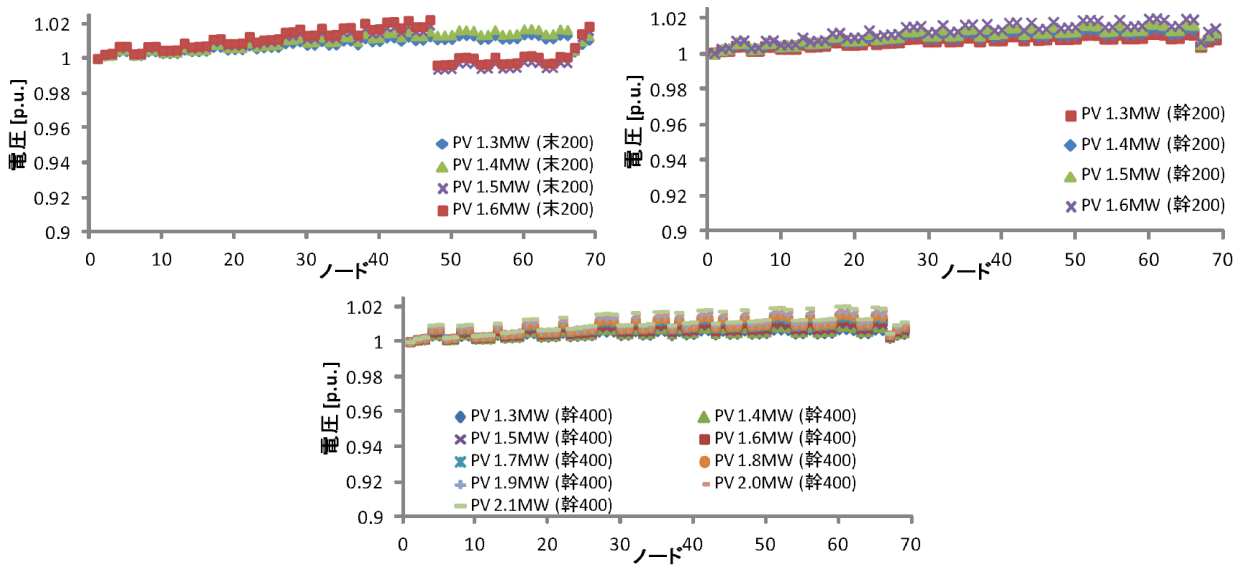 1.02
1
0.98
0.96
0.94
0.92
0.9
電圧 [p.u.]
PV 1.3MW (末200)
PV 1.4MW (末200)
PV 1.5MW (末200)
PV 1.6MW (末200)
0 10 20 30 40 50 60 70
ノード
1.02
1
0.98
0.96
0.94
0.92
0.9
電圧 [p.u.]
PV 1.3MW (幹200)
PV 1.4MW (幹200)
PV 1.5MW (幹200)
PV 1.6MW (幹200)
0 10 20 30 40 50 60 70
ノード
1.02
1
0.98
0.96
0.94
0.92
0.9
電圧 [p.u.]
PV 1.3MW (幹400) PV 1.4MW (幹400)
PV 1.5MW (幹400) PV 1.6MW (幹400)
PV 1.7MW (幹400) PV 1.8MW (幹400)
PV 1.9MW (幹400) PV 2.0MW (幹400)
PV 2.1MW (幹400)
0 10 20 30 40 50 60 70
ノード